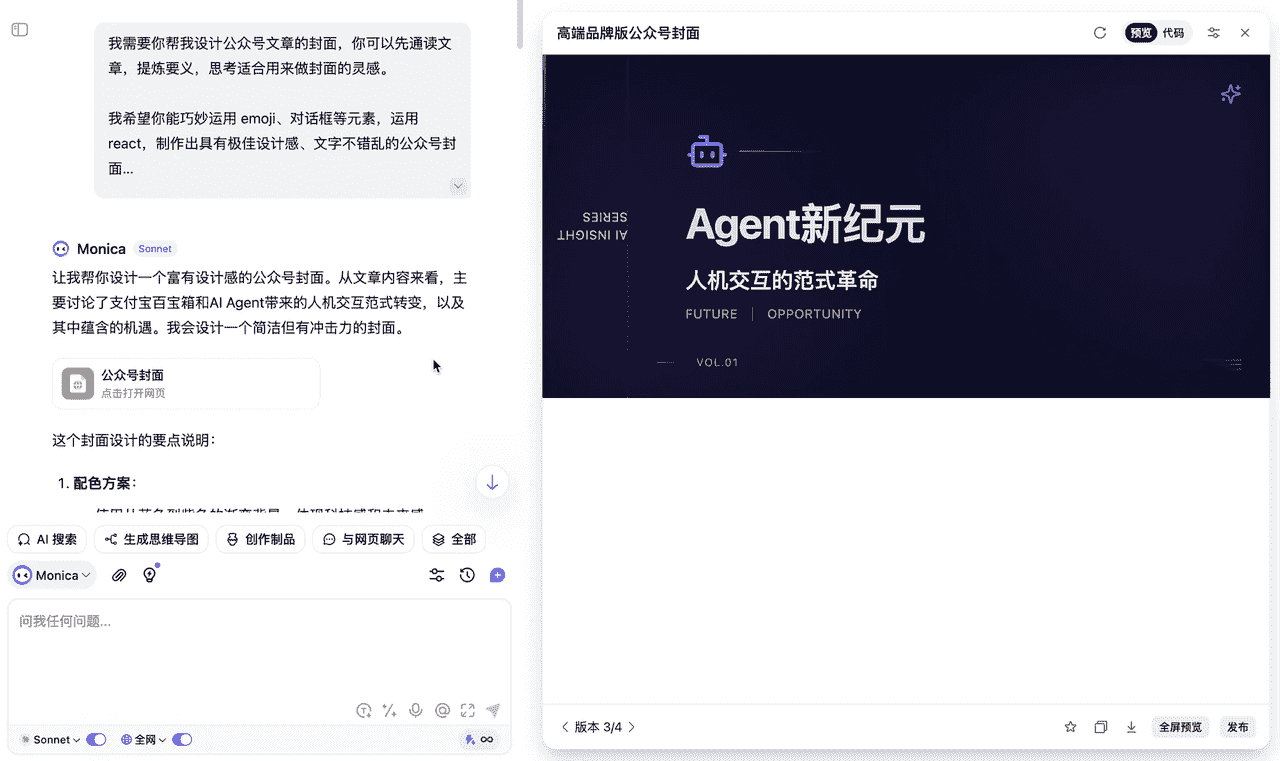 我需要你帮我设计公众号文章的封面，你可以先通读文
章，提炼要义，思考适合用来做封面的灵感。
我希望你能巧妙运用 emoji、对话框等元素，运用
react，制作出具有极佳设计感、文字不错乱的公众号封
面...
Monica Sonnet
让我帮你设计一个富有设计感的公众号封面。从文章内容来看，主
要讨论了支付宝百宝箱和AI Agent带来的人机交互范式转变，以及
其中蕴含的机遇。我会设计一个简洁但有冲击力的封面。
公众号封面
点击打开网页
这个封面设计的要点说明：
1. 配色方案：
AI 搜索 生成思维导图 创作制品 与网页聊天 全部
Monica
问我任何问题...
Sonnet 全网
高端品牌版公众号封面
预览 代码
AI INSIGHT
SERIES
Agent新纪元
人机交互的范式革命
FUTURE | OPPORTUNITY
VOL.01
版本 3/4
全屏预览 发布